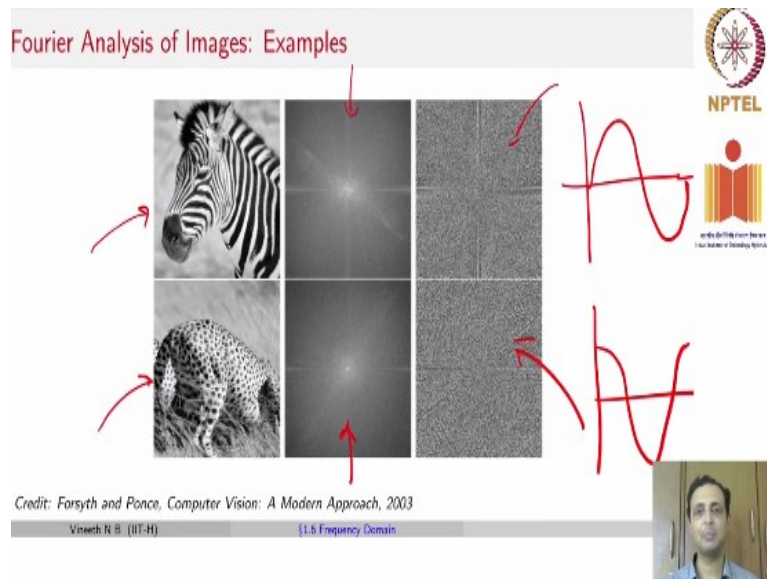 Fourier Analysis of Images: Examples
NPTEL
Credit: Forsyth and Ponce, Computer Vision: A Modern Approach, 2003
Vineeth N B (IIT-H)
§1.5 Frequency Domain